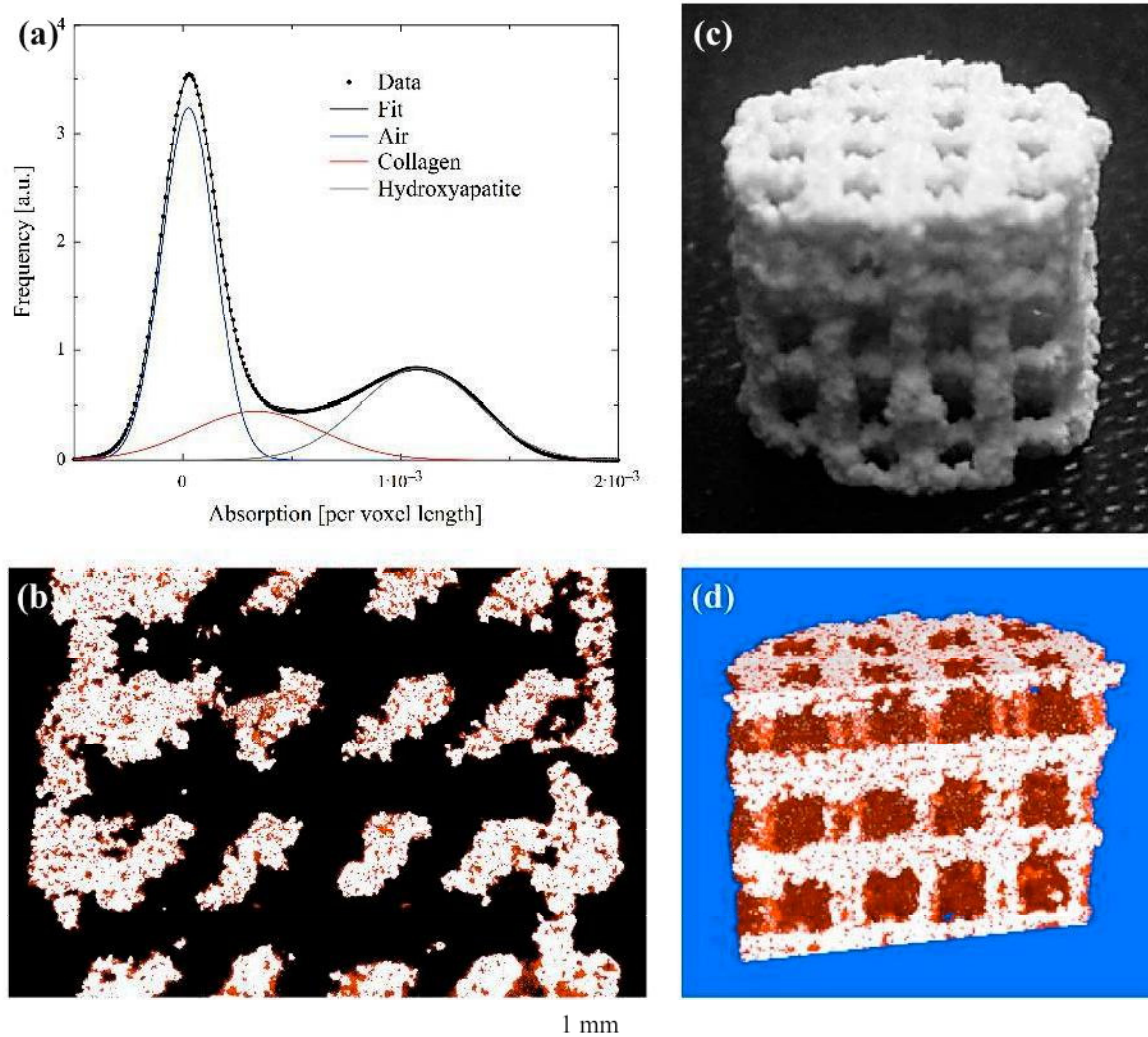 (a)
4
3
2
1
0
Frequency [a.u.]
Data
Fit
Air
Collagen
Hydroxyapatite
0
1·10⁻³
2·10⁻³
Absorption [per voxel length]
(c)
(b)
(d)
1 mm